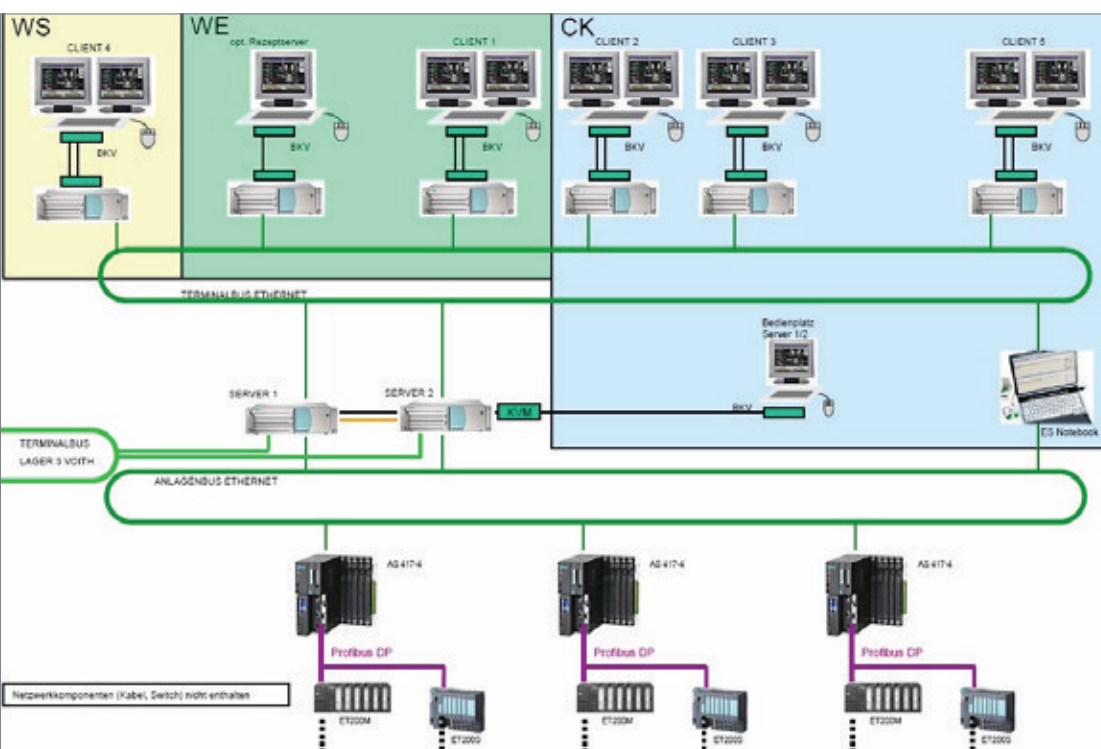 WS
WE
CK
CLIENT 4
opt. Rezeptserver
CLIENT 1
CLIENT 2
CLIENT 3
CLIENT 5
BKV
BKV
BKV
BKV
BKV
TERMINALBUS ETHERNET
Bedienplatz
Server 1/2
SERVER 1
SERVER 2
KVM
BKV
ES Notebook
TERMINALBUS
LAGER 3 VOITH
ANLAGENBUS ETHERNET
AS 417-4
AS 417-4
AS 417-4
Profibus DP
Profibus DP
Profibus DP
Netzwerkkomponenten (Kabel, Switch) nicht enthalten
ET200M
ET200M
ET200M
ET200S
ET200S
ET200S